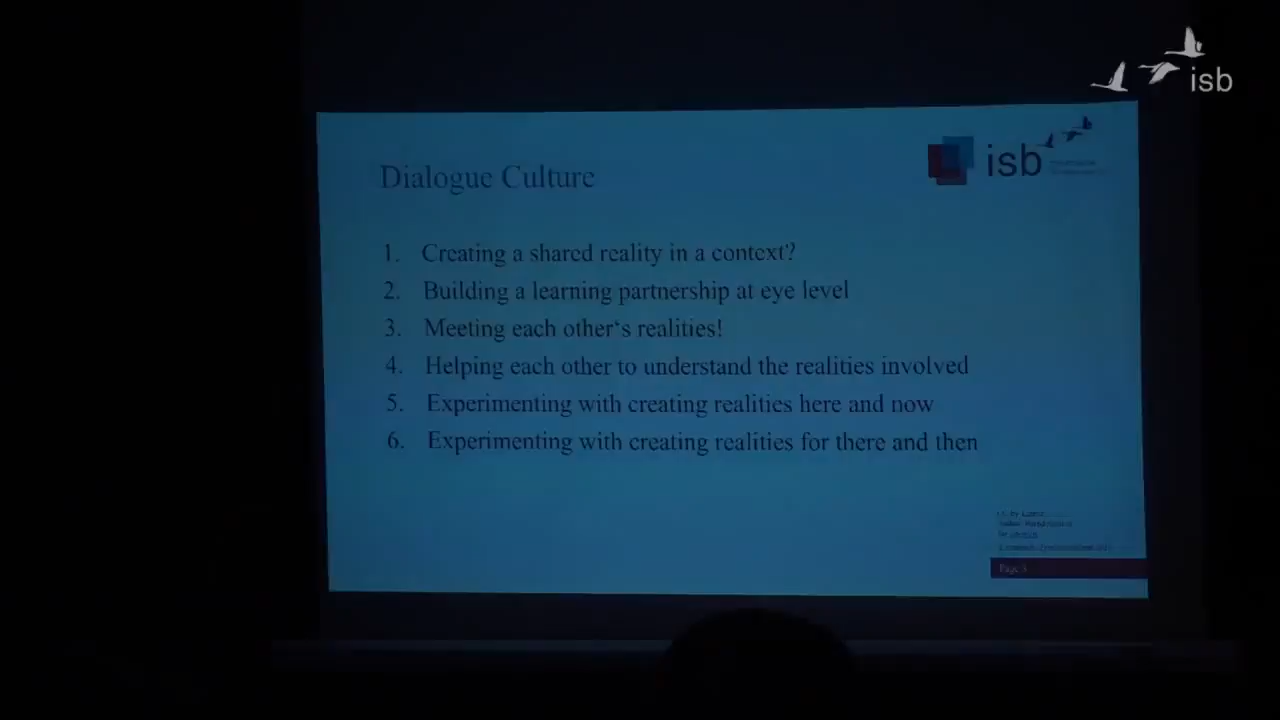 isb
isb
Dialogue Culture
1. Creating a shared reality in a context?
2. Building a learning partnership at eye level
3. Meeting each other‘s realities!
4. Helping each other to understand the realities involved
5. Experimenting with creating realities here and now
6. Experimenting with creating realities for there and then
Page